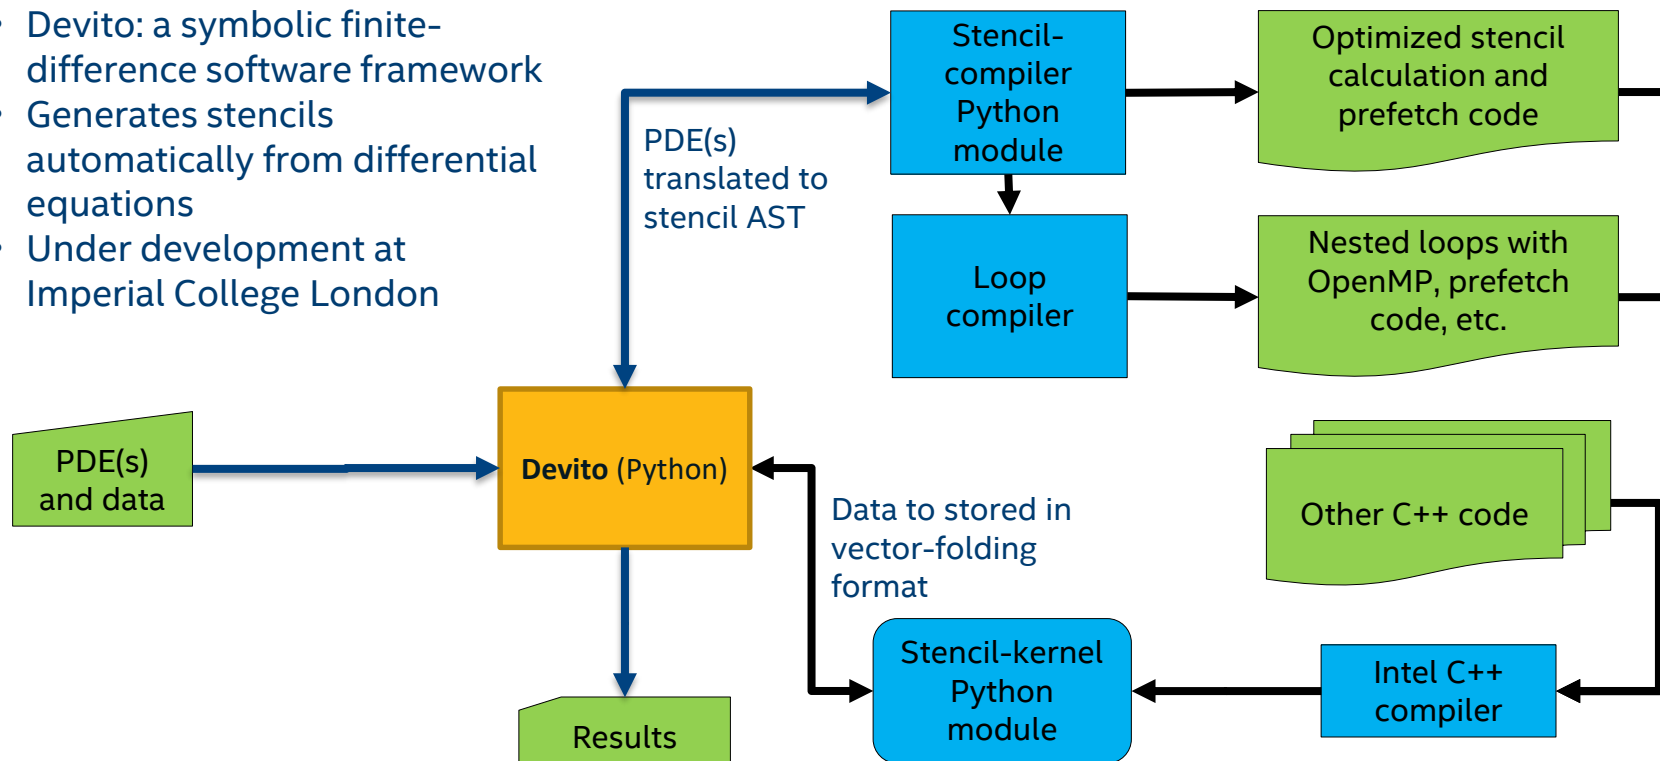 • Devito: a symbolic finite-
difference software framework
• Generates stencils
automatically from differential
equations
• Under development at
Imperial College London
PDE(s)
translated to
stencil AST
Stencil-
compiler
Python
module
Optimized stencil
calculation and
prefetch code
Loop
compiler
Nested loops with
OpenMP, prefetch
code, etc.
PDE(s)
and data
Devito (Python)
Data to stored in
vector-folding
format
Other C++ code
Stencil-kernel
Python
module
Intel C++
compiler
Results